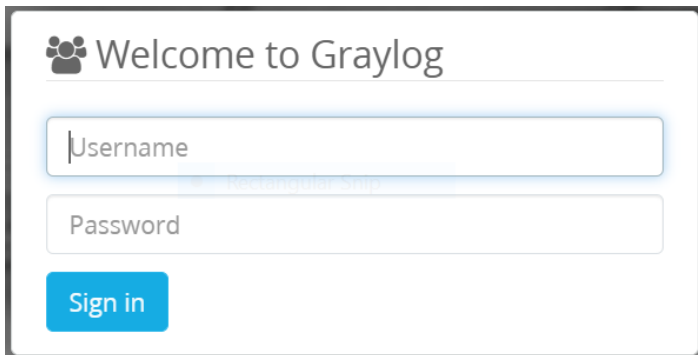 Welcome to Graylog
Username
Rectangular Snip
Password
Sign in